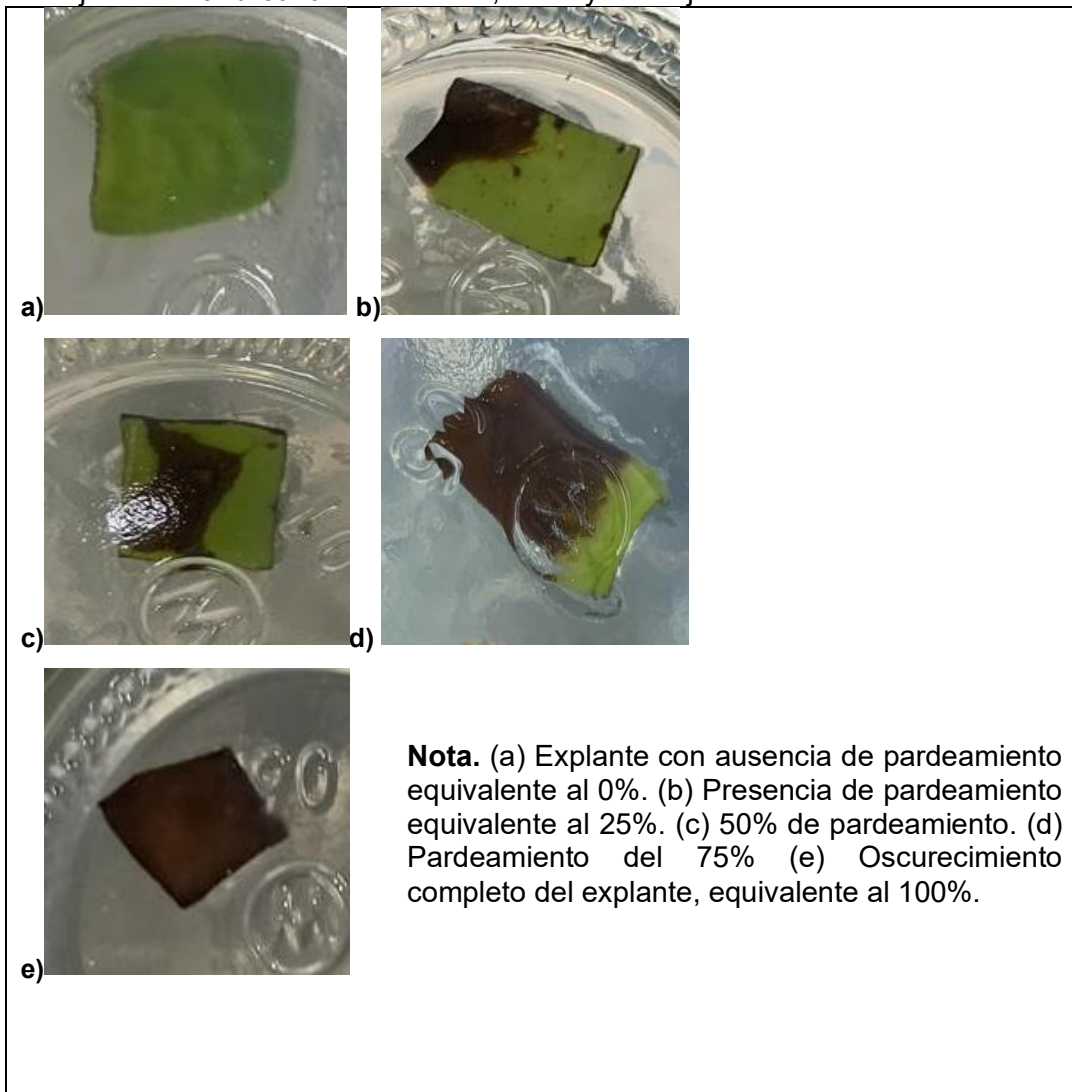 a)
b)
c)
d)
e)
Nota. (a) Explante con ausencia de pardeamiento
equivalente al 0%. (b) Presencia de pardeamiento
equivalente al 25%. (c) 50% de pardeamiento. (d)
Pardeamiento del 75% (e) Oscurecimiento
completo del explante, equivalente al 100%.